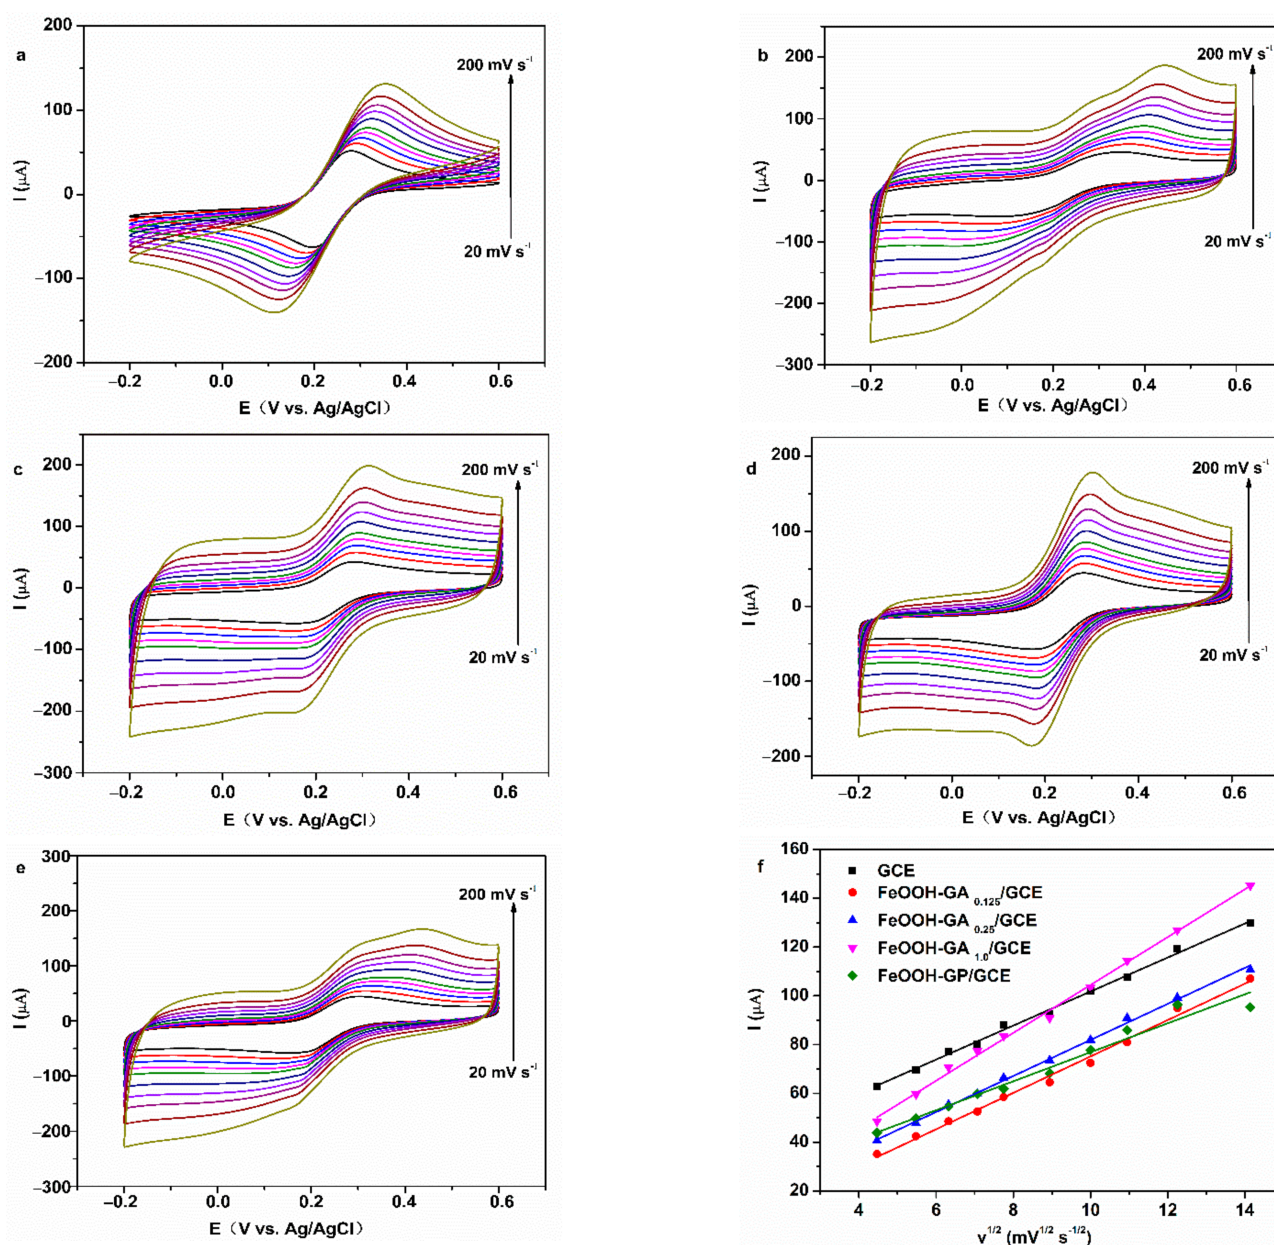 a
200 mV s⁻¹
20 mV s⁻¹
200
100
0
−100
−200
I (μA)
−0.2 0.0 0.2 0.4 0.6
E（V vs. Ag/AgCl）
b
200 mV s⁻¹
20 mV s⁻¹
200
100
0
−100
−200
−300
I (μA)
−0.2 0.0 0.2 0.4 0.6
E（V vs. Ag/AgCl）
c
200 mV s⁻¹
20 mV s⁻¹
200
100
0
−100
−200
−300
I (μA)
−0.2 0.0 0.2 0.4 0.6
E（V vs. Ag/AgCl）
d
200 mV s⁻¹
20 mV s⁻¹
200
100
0
−100
−200
I (μA)
−0.2 0.0 0.2 0.4 0.6
E（V vs. Ag/AgCl）
e
200 mV s⁻¹
20 mV s⁻¹
300
200
100
0
−100
−200
−300
I (μA)
−0.2 0.0 0.2 0.4 0.6
E（V vs. Ag/AgCl）
f
GCE
FeOOH-GA 0.125/GCE
FeOOH-GA 0.25/GCE
FeOOH-GA 1.0/GCE
FeOOH-GP/GCE
160
140
120
100
80
60
40
20
I (μA)
4 6 8 10 12 14
v¹ᐟ² (mV¹ᐟ² s⁻¹ᐟ²)